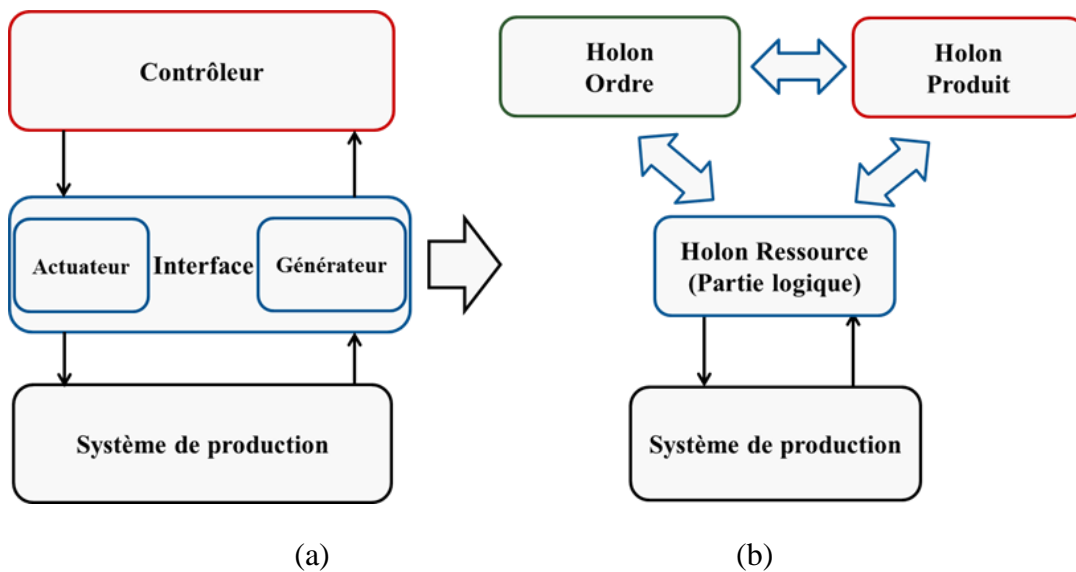 Contrôleur
Actuateur
Interface
Générateur
Système de production
(a)
Holon
Ordre
Holon
Produit
Holon Ressource
(Partie logique)
Système de production
(b)